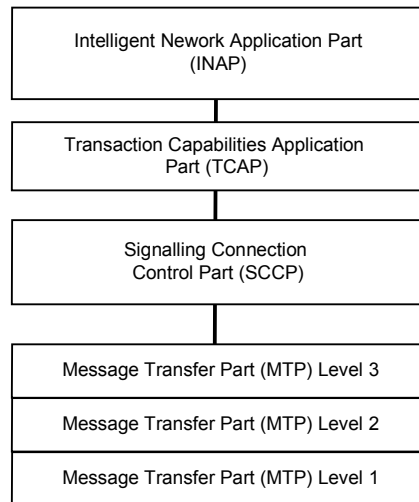 Intelligent Nework Application Part
(INAP)
Transaction Capabilities Application
Part (TCAP)
Signalling Connection
Control Part (SCCP)
Message Transfer Part (MTP) Level 3
Message Transfer Part (MTP) Level 2
Message Transfer Part (MTP) Level 1